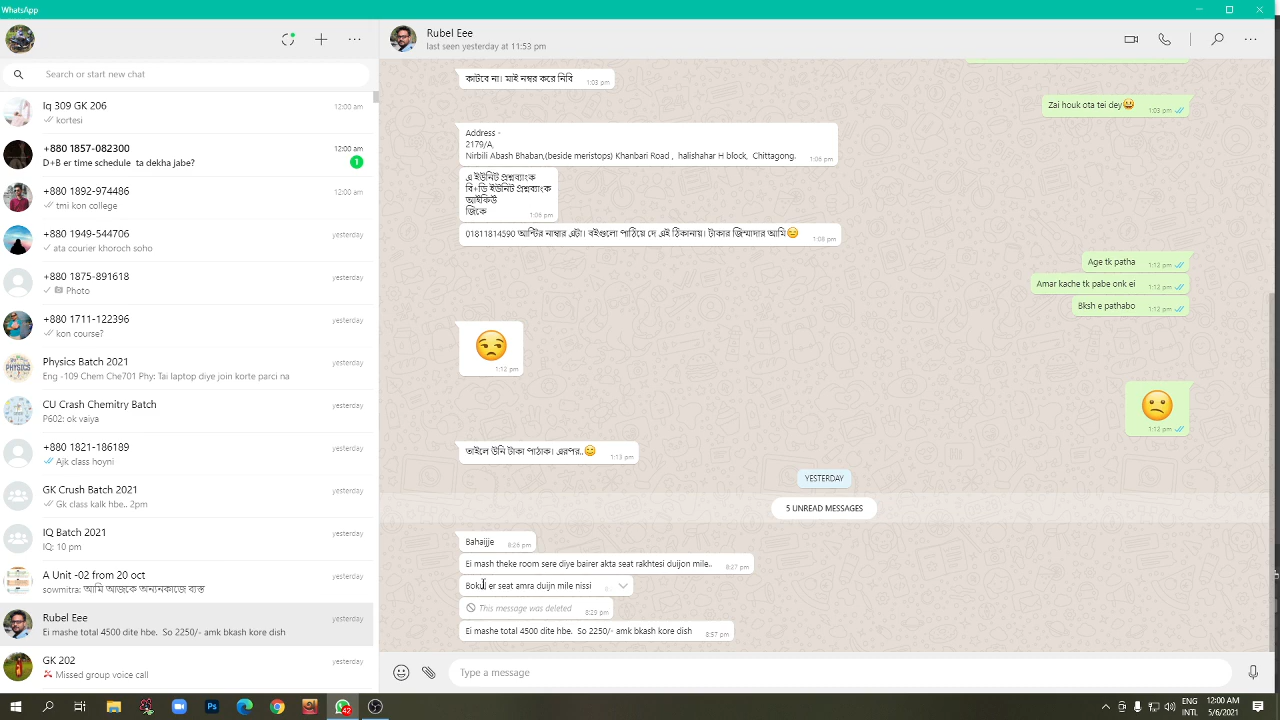 WhatsApp
Search or start new chat
Iq 309 GK 206
12:00 am
kortesi
+880 1857-082300
12:00 am
D+B er time schedule ta dekha jabe?
1
+880 1892-974486
12:00 am
tmi kon college
+880 1949-544706
yesterday
ata courier khoroch soho
+880 1875-891618
yesterday
Photo
+880 1711-122396
yesterday
kon course?
Physics Batch 2021
yesterday
Eng -109 Chem Che701 Phy: Tai laptop diye join korte parci na
CU Crash Chemitry Batch
yesterday
P602: ok vaiya
+880 1821-186189
yesterday
Ajk class hoyni
GK Crush Batch 2021
yesterday
Gk class kalk hbe.. 2pm
IQ Batch 2021
yesterday
IQ: 10 pm
A Unit -02 from 20 oct
yesterday
sowmitra: আমি আজকে অন্যনকাজে ব্যস্ত
Rubel Eee
yesterday
Ei mashe total 4500 dite hbe. So 2250/- amk bkash kore dish
GK 202
yesterday
Missed group voice call
Rubel Eee
last seen yesterday at 11:53 pm
কাটবে না। মাই নম্বর করে নিবি
1:03 pm
Zai houk ota tei dey😀
1:03 pm
Address -
2179/A,
Nirbili Abash Bhaban,(beside meristops) Khanbari Road , halishahar H block, Chittagong.
1:06 pm
এ ইউনিট প্রশ্নব্যাংক
বি+ডি ইউনিট প্রশ্নব্যাংক
আইকিউ
জিকে
1:06 pm
01811814590 আন্টির নাম্বার এটা। বইগুলো পাঠিয়ে দে এই ঠিকানায়। টাকার জিম্মাদার আমি😑
1:08 pm
Age tk patha
1:12 pm
Amar kache tk pabe onk ei
1:12 pm
Bksh e pathabo
1:12 pm
😒
1:12 pm
😕
1:12 pm
তাইলে উনি টাকা পাঠাক। এরপর..😊
1:13 pm
YESTERDAY
5 UNREAD MESSAGES
Bahaijje
8:26 pm
Ei mash theke room sere diye bairer akta seat rakhtesi duijon mile..
8:27 pm
Bokul er seat amra duijn mile nissi
This message was deleted
8:29 pm
Ei mashe total 4500 dite hbe. So 2250/- amk bkash kore dish
8:57 pm
Type a message
42
ENG
INTL
12:00 AM
5/6/2021